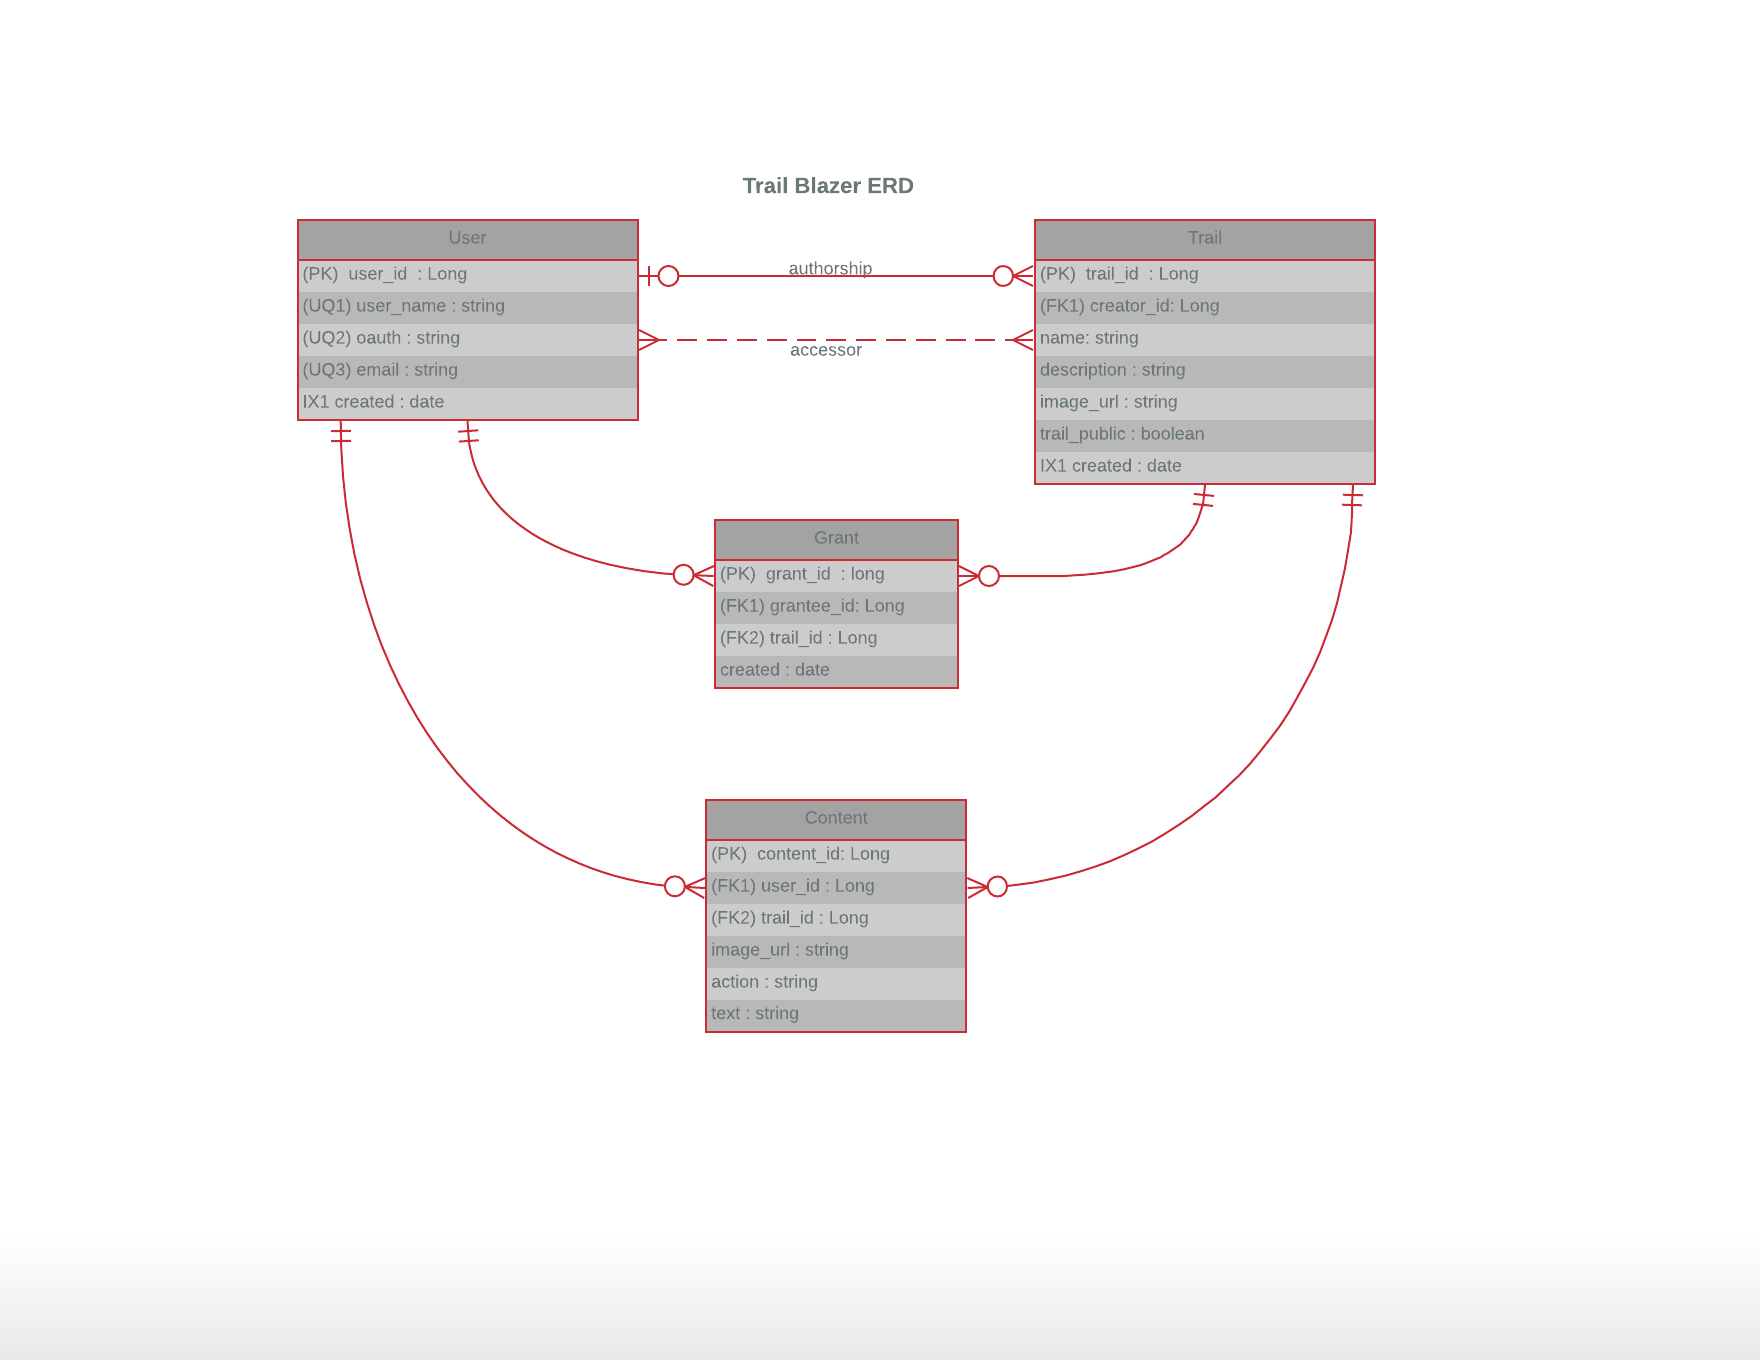 Trail Blazer ERD
User
(PK)  user_id  : Long
(UQ1) user_name : string
(UQ2) oauth : string
(UQ3) email : string
IX1 created : date
authorship
accessor
Trail
(PK)  trail_id  : Long
(FK1) creator_id: Long
name: string
description : string
image_url : string
trail_public : boolean
IX1 created : date
Grant
(PK)  grant_id  : long
(FK1) grantee_id: Long
(FK2) trail_id : Long
created : date
Content
(PK)  content_id: Long
(FK1) user_id : Long
(FK2) trail_id : Long
image_url : string
action : string
text : string